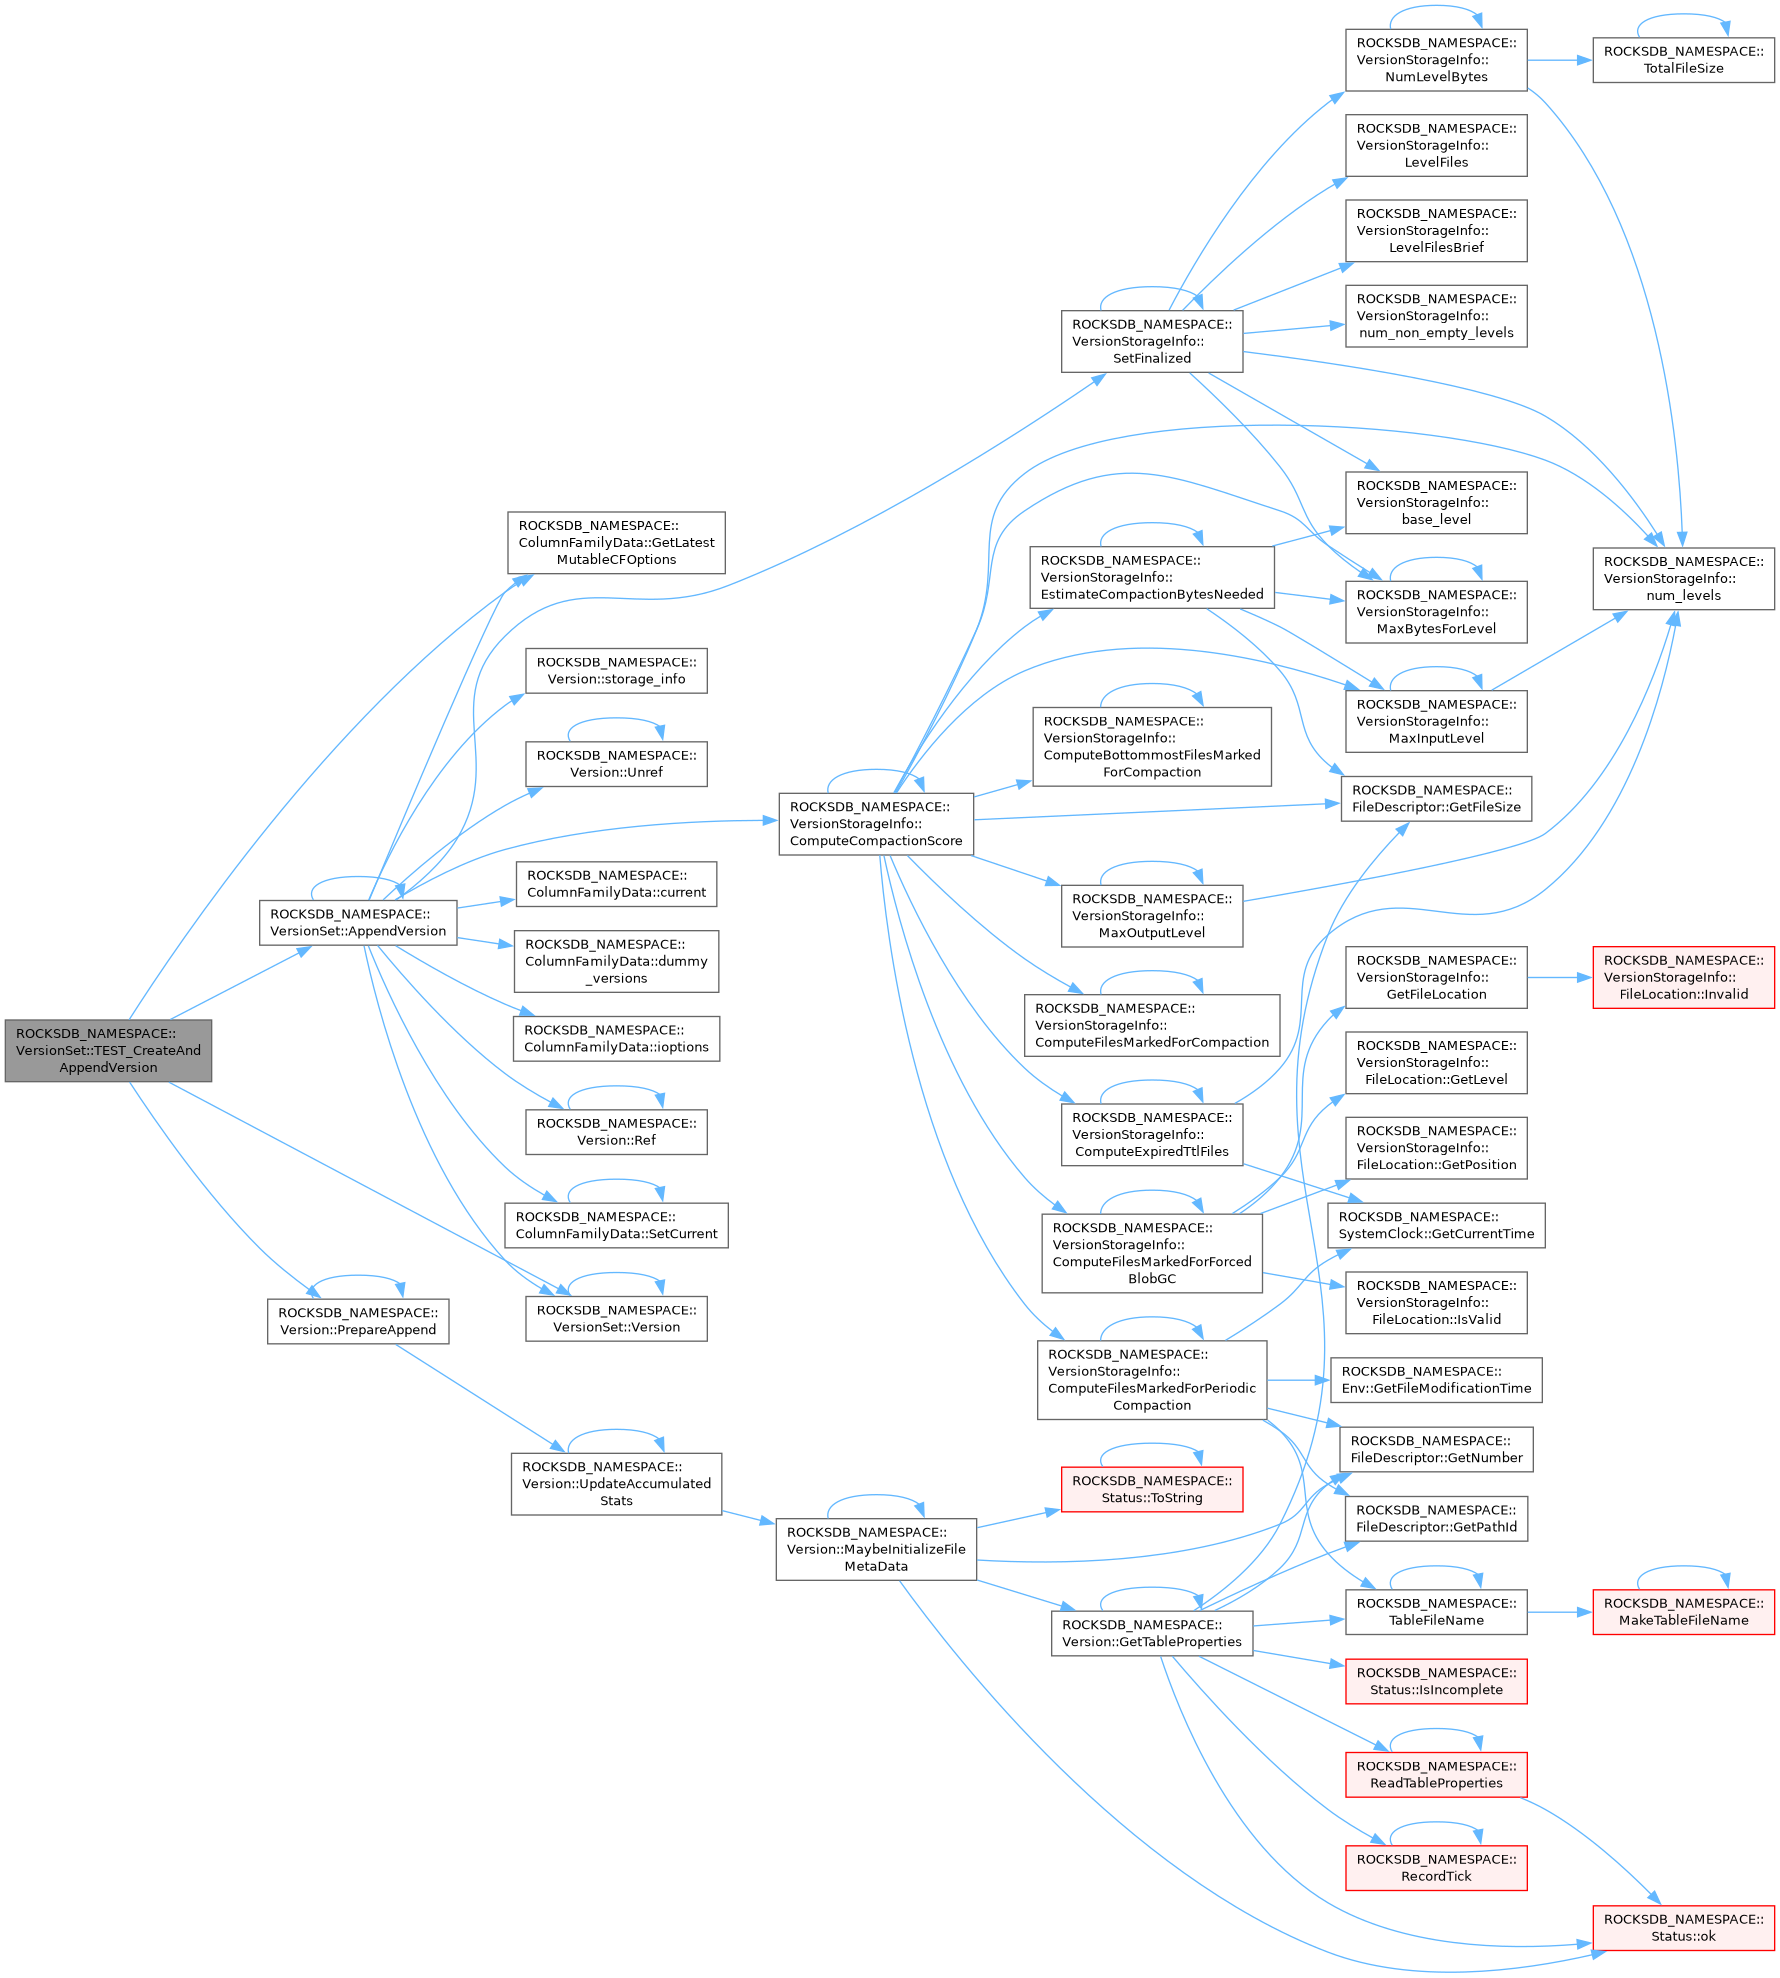 ROCKSDB_NAMESPACE::
VersionSet::TEST_CreateAnd
AppendVersion
ROCKSDB_NAMESPACE::
VersionSet::AppendVersion
ROCKSDB_NAMESPACE::
Version::PrepareAppend
ROCKSDB_NAMESPACE::
ColumnFamilyData::GetLatest
MutableCFOptions
ROCKSDB_NAMESPACE::
Version::storage_info
ROCKSDB_NAMESPACE::
Version::Unref
ROCKSDB_NAMESPACE::
ColumnFamilyData::current
ROCKSDB_NAMESPACE::
ColumnFamilyData::dummy
_versions
ROCKSDB_NAMESPACE::
ColumnFamilyData::ioptions
ROCKSDB_NAMESPACE::
Version::Ref
ROCKSDB_NAMESPACE::
ColumnFamilyData::SetCurrent
ROCKSDB_NAMESPACE::
VersionSet::Version
ROCKSDB_NAMESPACE::
Version::UpdateAccumulated
Stats
ROCKSDB_NAMESPACE::
VersionStorageInfo::
ComputeCompactionScore
ROCKSDB_NAMESPACE::
Version::MaybeInitializeFile
MetaData
ROCKSDB_NAMESPACE::
VersionStorageInfo::
SetFinalized
ROCKSDB_NAMESPACE::
VersionStorageInfo::
EstimateCompactionBytesNeeded
ROCKSDB_NAMESPACE::
VersionStorageInfo::
ComputeBottommostFilesMarked
ForCompaction
ROCKSDB_NAMESPACE::
VersionStorageInfo::
MaxOutputLevel
ROCKSDB_NAMESPACE::
VersionStorageInfo::
ComputeFilesMarkedForCompaction
ROCKSDB_NAMESPACE::
VersionStorageInfo::
ComputeExpiredTtlFiles
ROCKSDB_NAMESPACE::
VersionStorageInfo::
ComputeFilesMarkedForForced
BlobGC
ROCKSDB_NAMESPACE::
VersionStorageInfo::
ComputeFilesMarkedForPeriodic
Compaction
ROCKSDB_NAMESPACE::
Status::ToString
ROCKSDB_NAMESPACE::
Version::GetTableProperties
ROCKSDB_NAMESPACE::
VersionStorageInfo::
NumLevelBytes
ROCKSDB_NAMESPACE::
VersionStorageInfo::
LevelFiles
ROCKSDB_NAMESPACE::
VersionStorageInfo::
LevelFilesBrief
ROCKSDB_NAMESPACE::
VersionStorageInfo::
num_non_empty_levels
ROCKSDB_NAMESPACE::
VersionStorageInfo::
base_level
ROCKSDB_NAMESPACE::
VersionStorageInfo::
MaxBytesForLevel
ROCKSDB_NAMESPACE::
VersionStorageInfo::
MaxInputLevel
ROCKSDB_NAMESPACE::
FileDescriptor::GetFileSize
ROCKSDB_NAMESPACE::
VersionStorageInfo::
GetFileLocation
ROCKSDB_NAMESPACE::
VersionStorageInfo::
FileLocation::GetLevel
ROCKSDB_NAMESPACE::
VersionStorageInfo::
FileLocation::GetPosition
ROCKSDB_NAMESPACE::
SystemClock::GetCurrentTime
ROCKSDB_NAMESPACE::
VersionStorageInfo::
FileLocation::IsValid
ROCKSDB_NAMESPACE::
Env::GetFileModificationTime
ROCKSDB_NAMESPACE::
FileDescriptor::GetNumber
ROCKSDB_NAMESPACE::
FileDescriptor::GetPathId
ROCKSDB_NAMESPACE::
TableFileName
ROCKSDB_NAMESPACE::
Status::IsIncomplete
ROCKSDB_NAMESPACE::
ReadTableProperties
ROCKSDB_NAMESPACE::
RecordTick
ROCKSDB_NAMESPACE::
TotalFileSize
ROCKSDB_NAMESPACE::
VersionStorageInfo::
num_levels
ROCKSDB_NAMESPACE::
VersionStorageInfo::
FileLocation::Invalid
ROCKSDB_NAMESPACE::
MakeTableFileName
ROCKSDB_NAMESPACE::
Status::ok